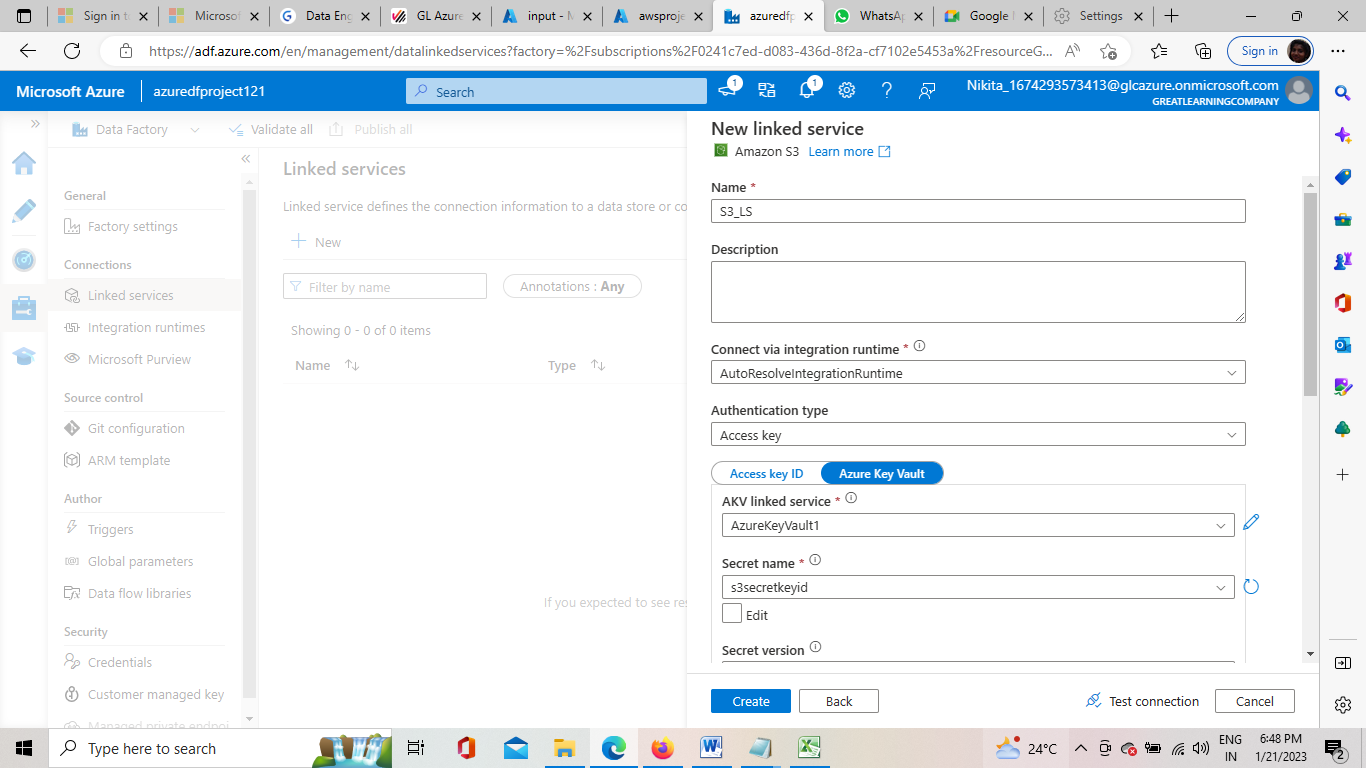 Sign in t
Microsof
Data Eng
GL Azure
input - M
awsproje
azuredfp
WhatsAp
Google M
Settings
https://adf.azure.com/en/management/datalinkedservices?factory=%2Fsubscriptions%2F0241c7ed-d083-436d-8f2a-cf7102e5453a%2FresourceG...
Sign in
Microsoft Azure
azuredfproject121
Search
1
1
Nikita_1674293573413@glcazure.onmicrosoft.com
GREATLEARNINGCOMPANY
Data Factory
Validate all
Publish all
General
Factory settings
Connections
Linked services
Integration runtimes
Microsoft Purview
Source control
Git configuration
ARM template
Author
Triggers
Global parameters
Data flow libraries
Security
Credentials
Customer managed key
Managed private endpoi
Linked services
Linked service defines the connection information to a data store or co
New
Filter by name
Annotations : Any
Showing 0 - 0 of 0 items
Name
Type
If you expected to see res
New linked service
Amazon S3 Learn more
Name *
S3_LS
Description
Connect via integration runtime *
AutoResolveIntegrationRuntime
Authentication type
Access key
Access key ID
Azure Key Vault
AKV linked service *
AzureKeyVault1
Secret name *
s3secretkeyid
Edit
Secret version
Create
Back
Test connection
Cancel
Type here to search
24°C
ENG
IN
6:48 PM
1/21/2023
2